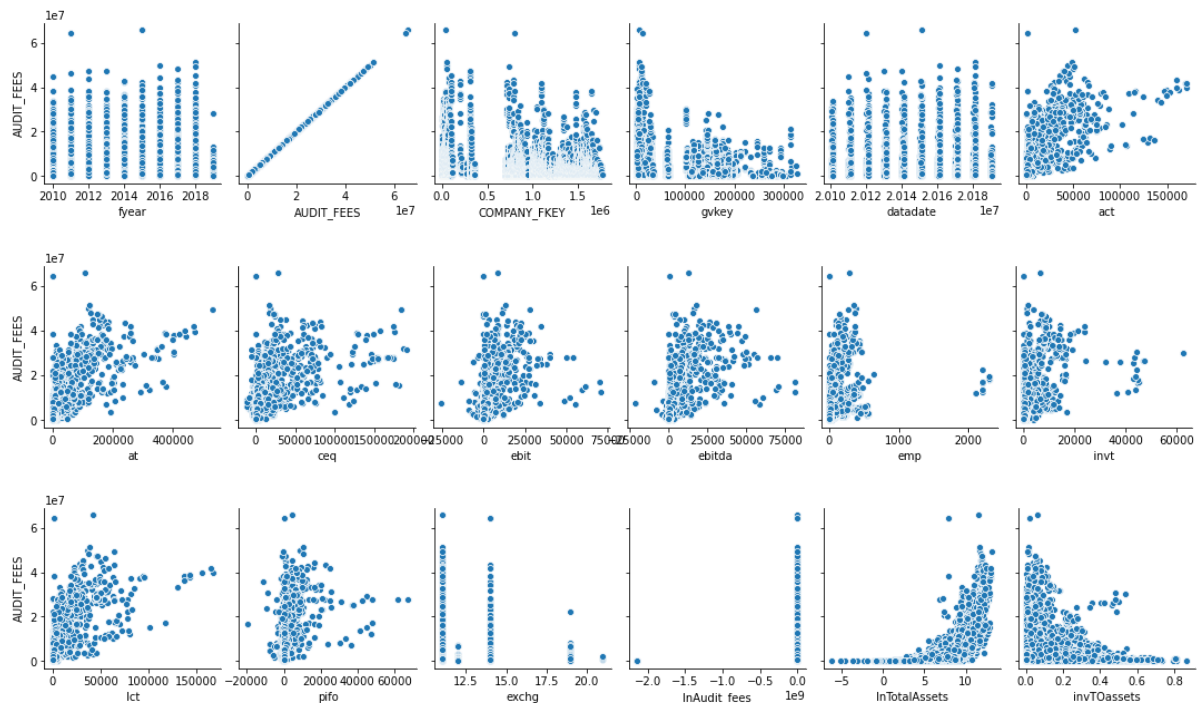 1e7
AUDIT_FEES
6
4
2
0
2010 2012 2014 2016 2018
fyear
0 2 4 6
1e7
AUDIT_FEES
0.0 0.5 1.0 1.5
1e6
COMPANY_FKEY
0 100000 200000 300000
gvkey
2.010 2.012 2.014 2.016 2.018
1e7
datadate
0 50000 100000 150000
act
1e7
AUDIT_FEES
6
4
2
0
0 200000 400000
at
0 50000 100000 150000 200000
ceq
−25000 0 25000 50000 75000
ebit
−25000 0 25000 50000 75000
ebitda
0 1000 2000
emp
0 20000 40000 60000
invt
1e7
AUDIT_FEES
6
4
2
0
0 50000 100000 150000
lct
−20000 0 20000 40000 60000
pifo
12.5 15.0 17.5 20.0
exchg
−2.0 −1.5 −1.0 −0.5 0.0
1e9
lnAudit_fees
−5 0 5 10
lnTotalAssets
0.0 0.2 0.4 0.6 0.8
invTOassets